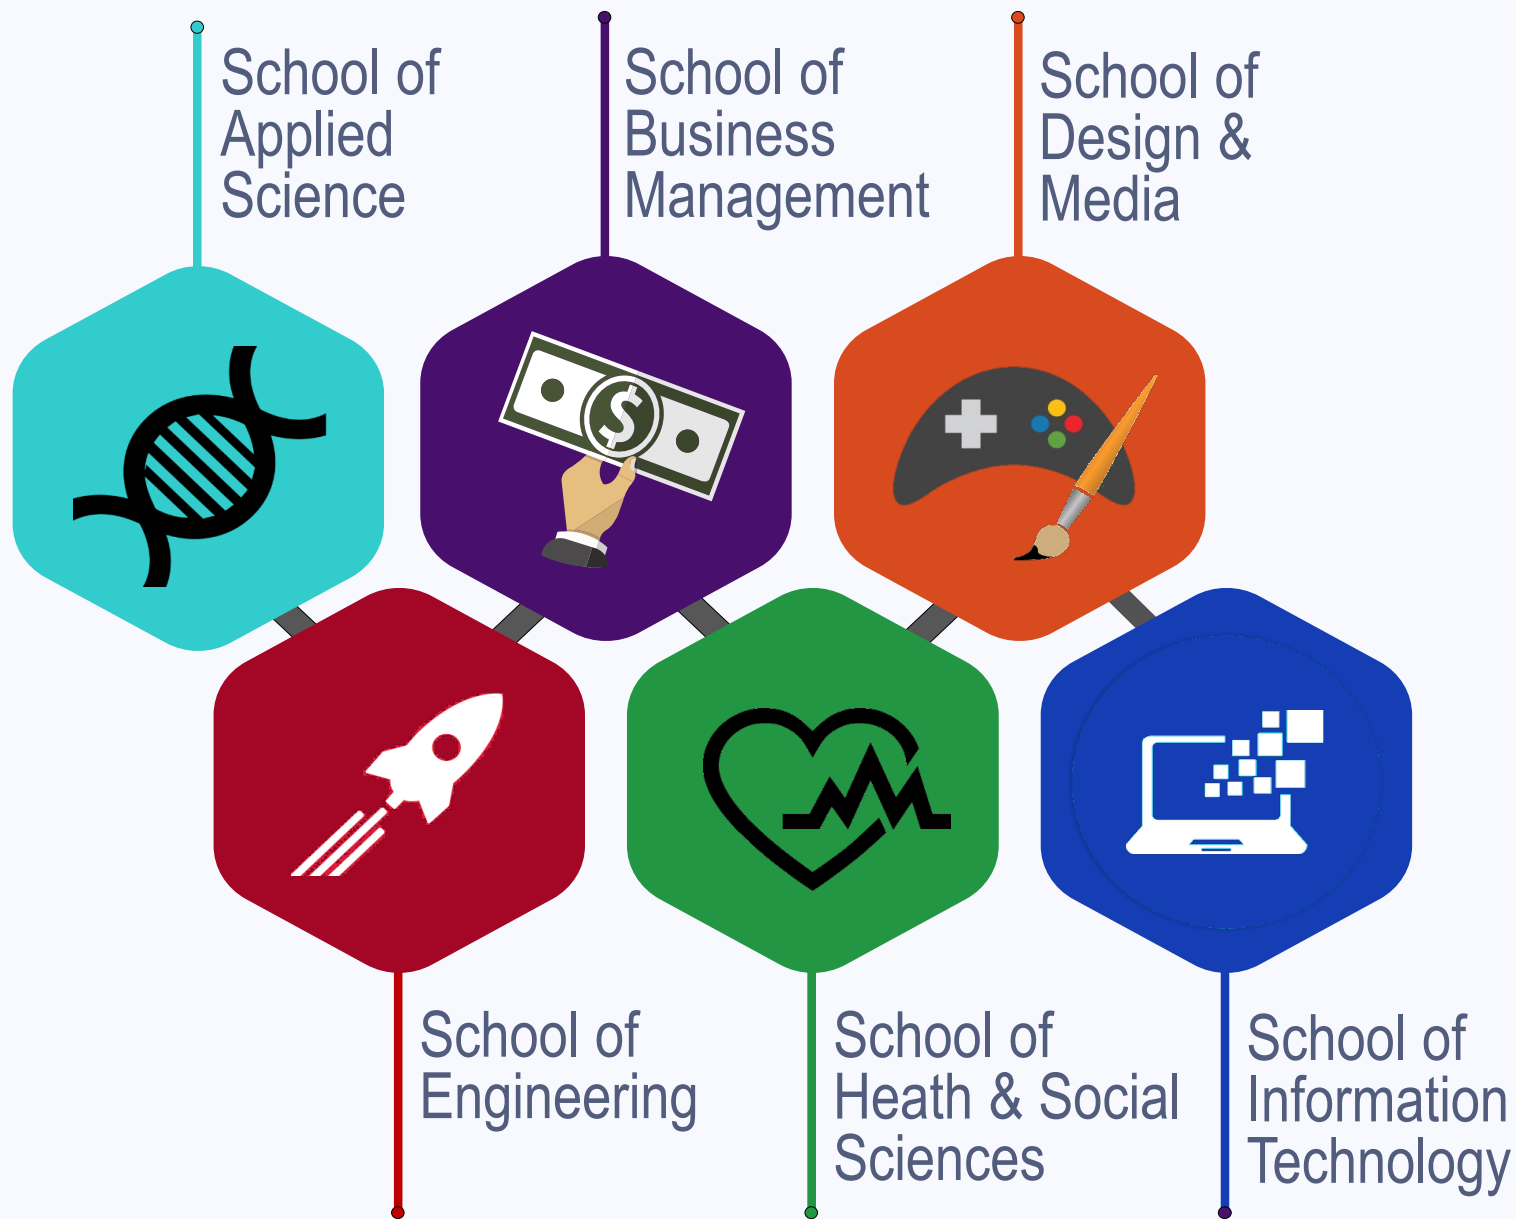 School of
Applied
Science
School of
Business
Management
School of
Design &
Media
$
School of
Engineering
School of
Heath & Social
Sciences
School of
Information
Technology